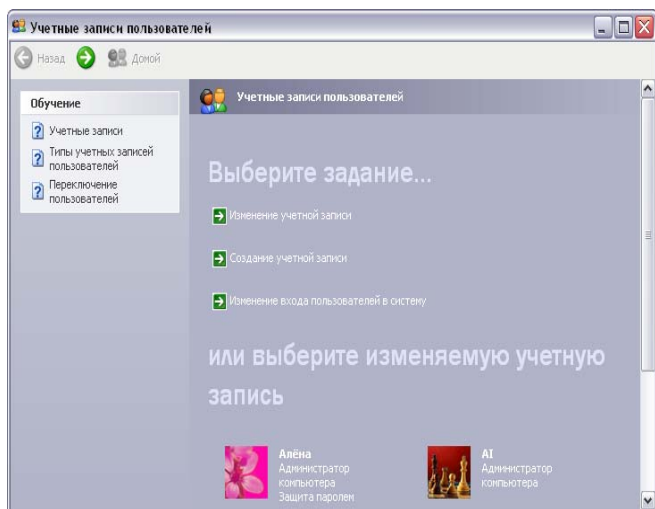 Учетные записи пользователей
Назад
Домой
Обучение
Учетные записи
Типы учетных записей
пользователей
Переключение
пользователей
Учетные записи пользователей
Выберите задание...
Изменение учетной записи
Создание учетной записи
Изменение входа пользователей в систему
или выберите изменяемую учетную
запись
Алёна
Администратор
компьютера
Защита паролем
AI
Администратор
компьютера